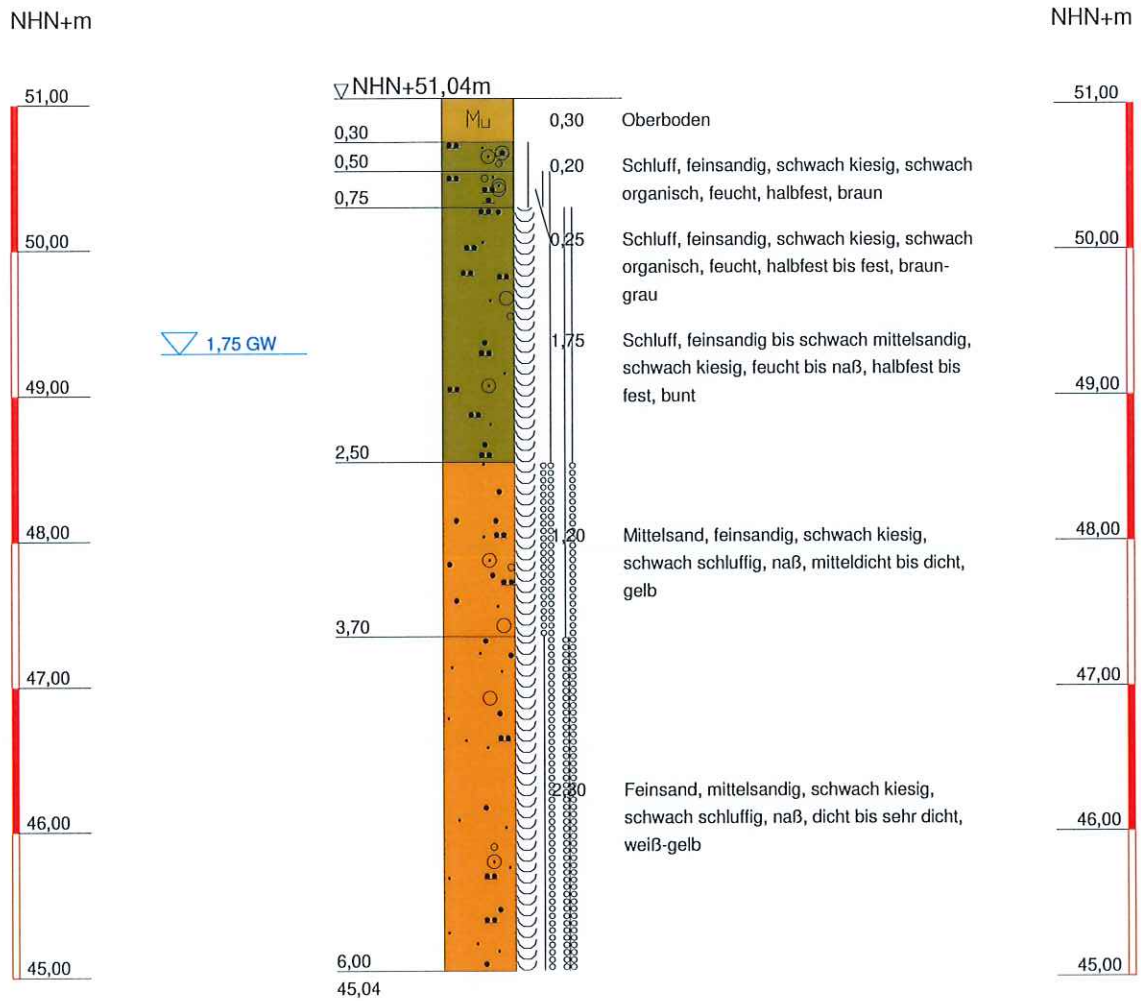 NHN+m
NHN+m
NHN+51,04m
51,00
51,00
Mu
0,30
Oberboden
0,30
0,50
0,20
Schluff, feinsandig, schwach kiesig, schwach
organisch, feucht, halbfest, braun
0,75
50,00
0,25
Schluff, feinsandig, schwach kiesig, schwach
organisch, feucht, halbfest bis fest, braun-
grau
50,00
1,75 GW
1,75
Schluff, feinsandig bis schwach mittelsandig,
schwach kiesig, feucht bis naß, halbfest bis
fest, bunt
49,00
49,00
2,50
48,00
1,20
Mittelsand, feinsandig, schwach kiesig,
schwach schluffig, naß, mitteldicht bis dicht,
gelb
48,00
3,70
47,00
47,00
2,30
Feinsand, mittelsandig, schwach kiesig,
schwach schluffig, naß, dicht bis sehr dicht,
weiß-gelb
46,00
46,00
6,00
45,04
45,00
45,00